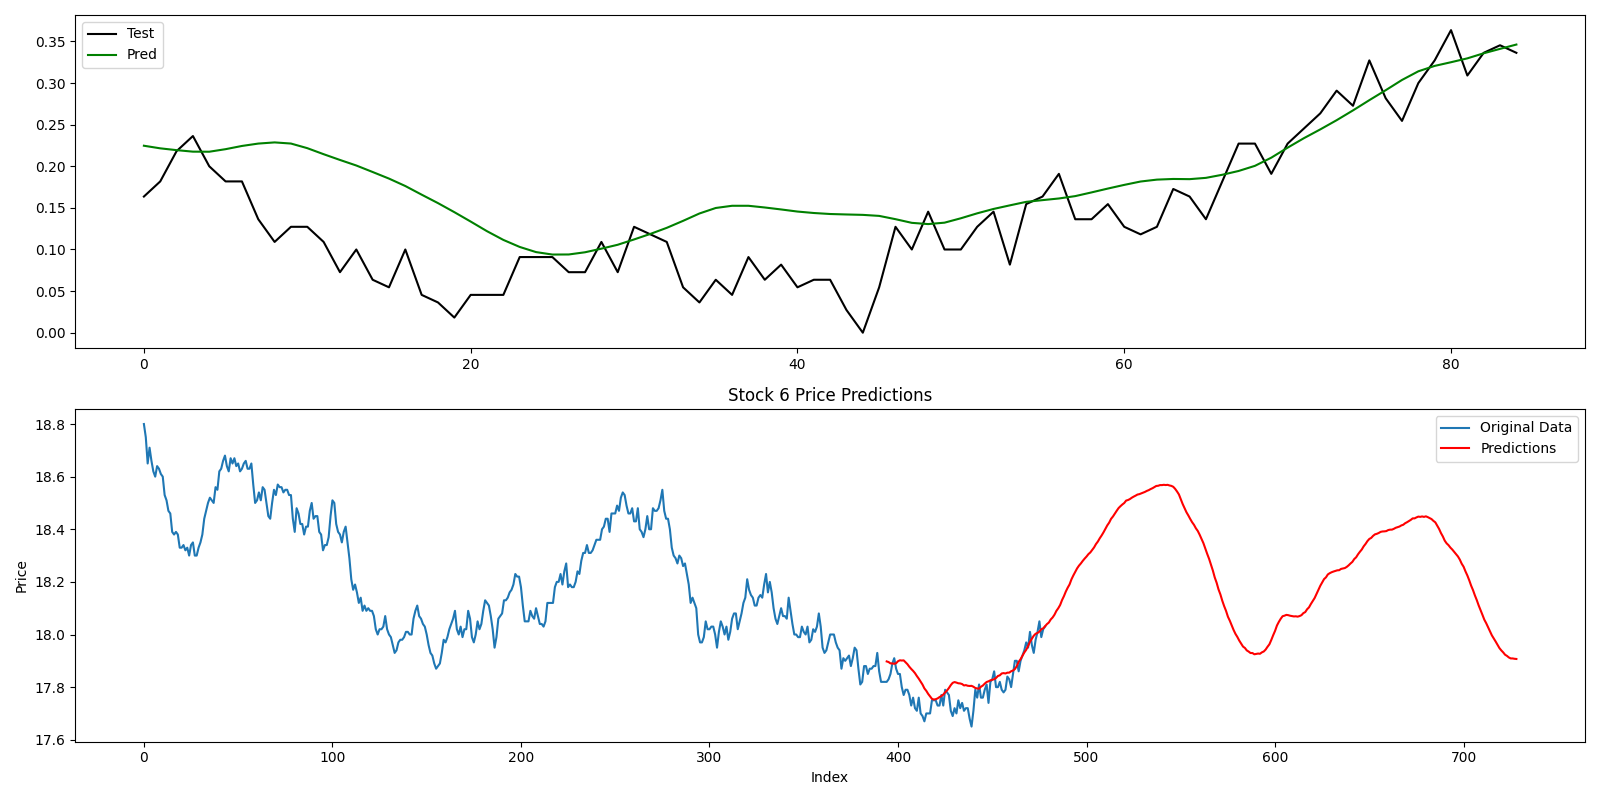 Test
Pred
0.35
0.30
0.25
0.20
0.15
0.10
0.05
0.00
0 20 40 60 80
Stock 6 Price Predictions
Original Data
Predictions
Price
18.8
18.6
18.4
18.2
18.0
17.8
17.6
0 100 200 300 400 500 600 700
Index